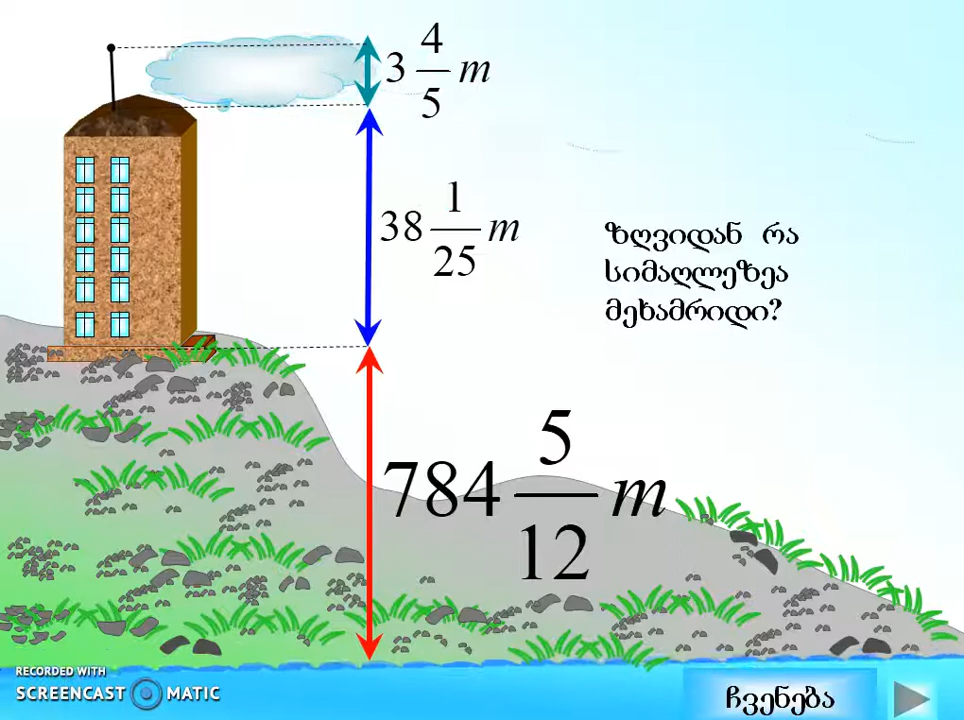 3 4/5 m
38 1/25 m
ზღვიდან რა
სიმაღლეზეა
მეხამრიდი?
784 5/12 m
RECORDED WITH
SCREENCAST MATIC
ჩვენება